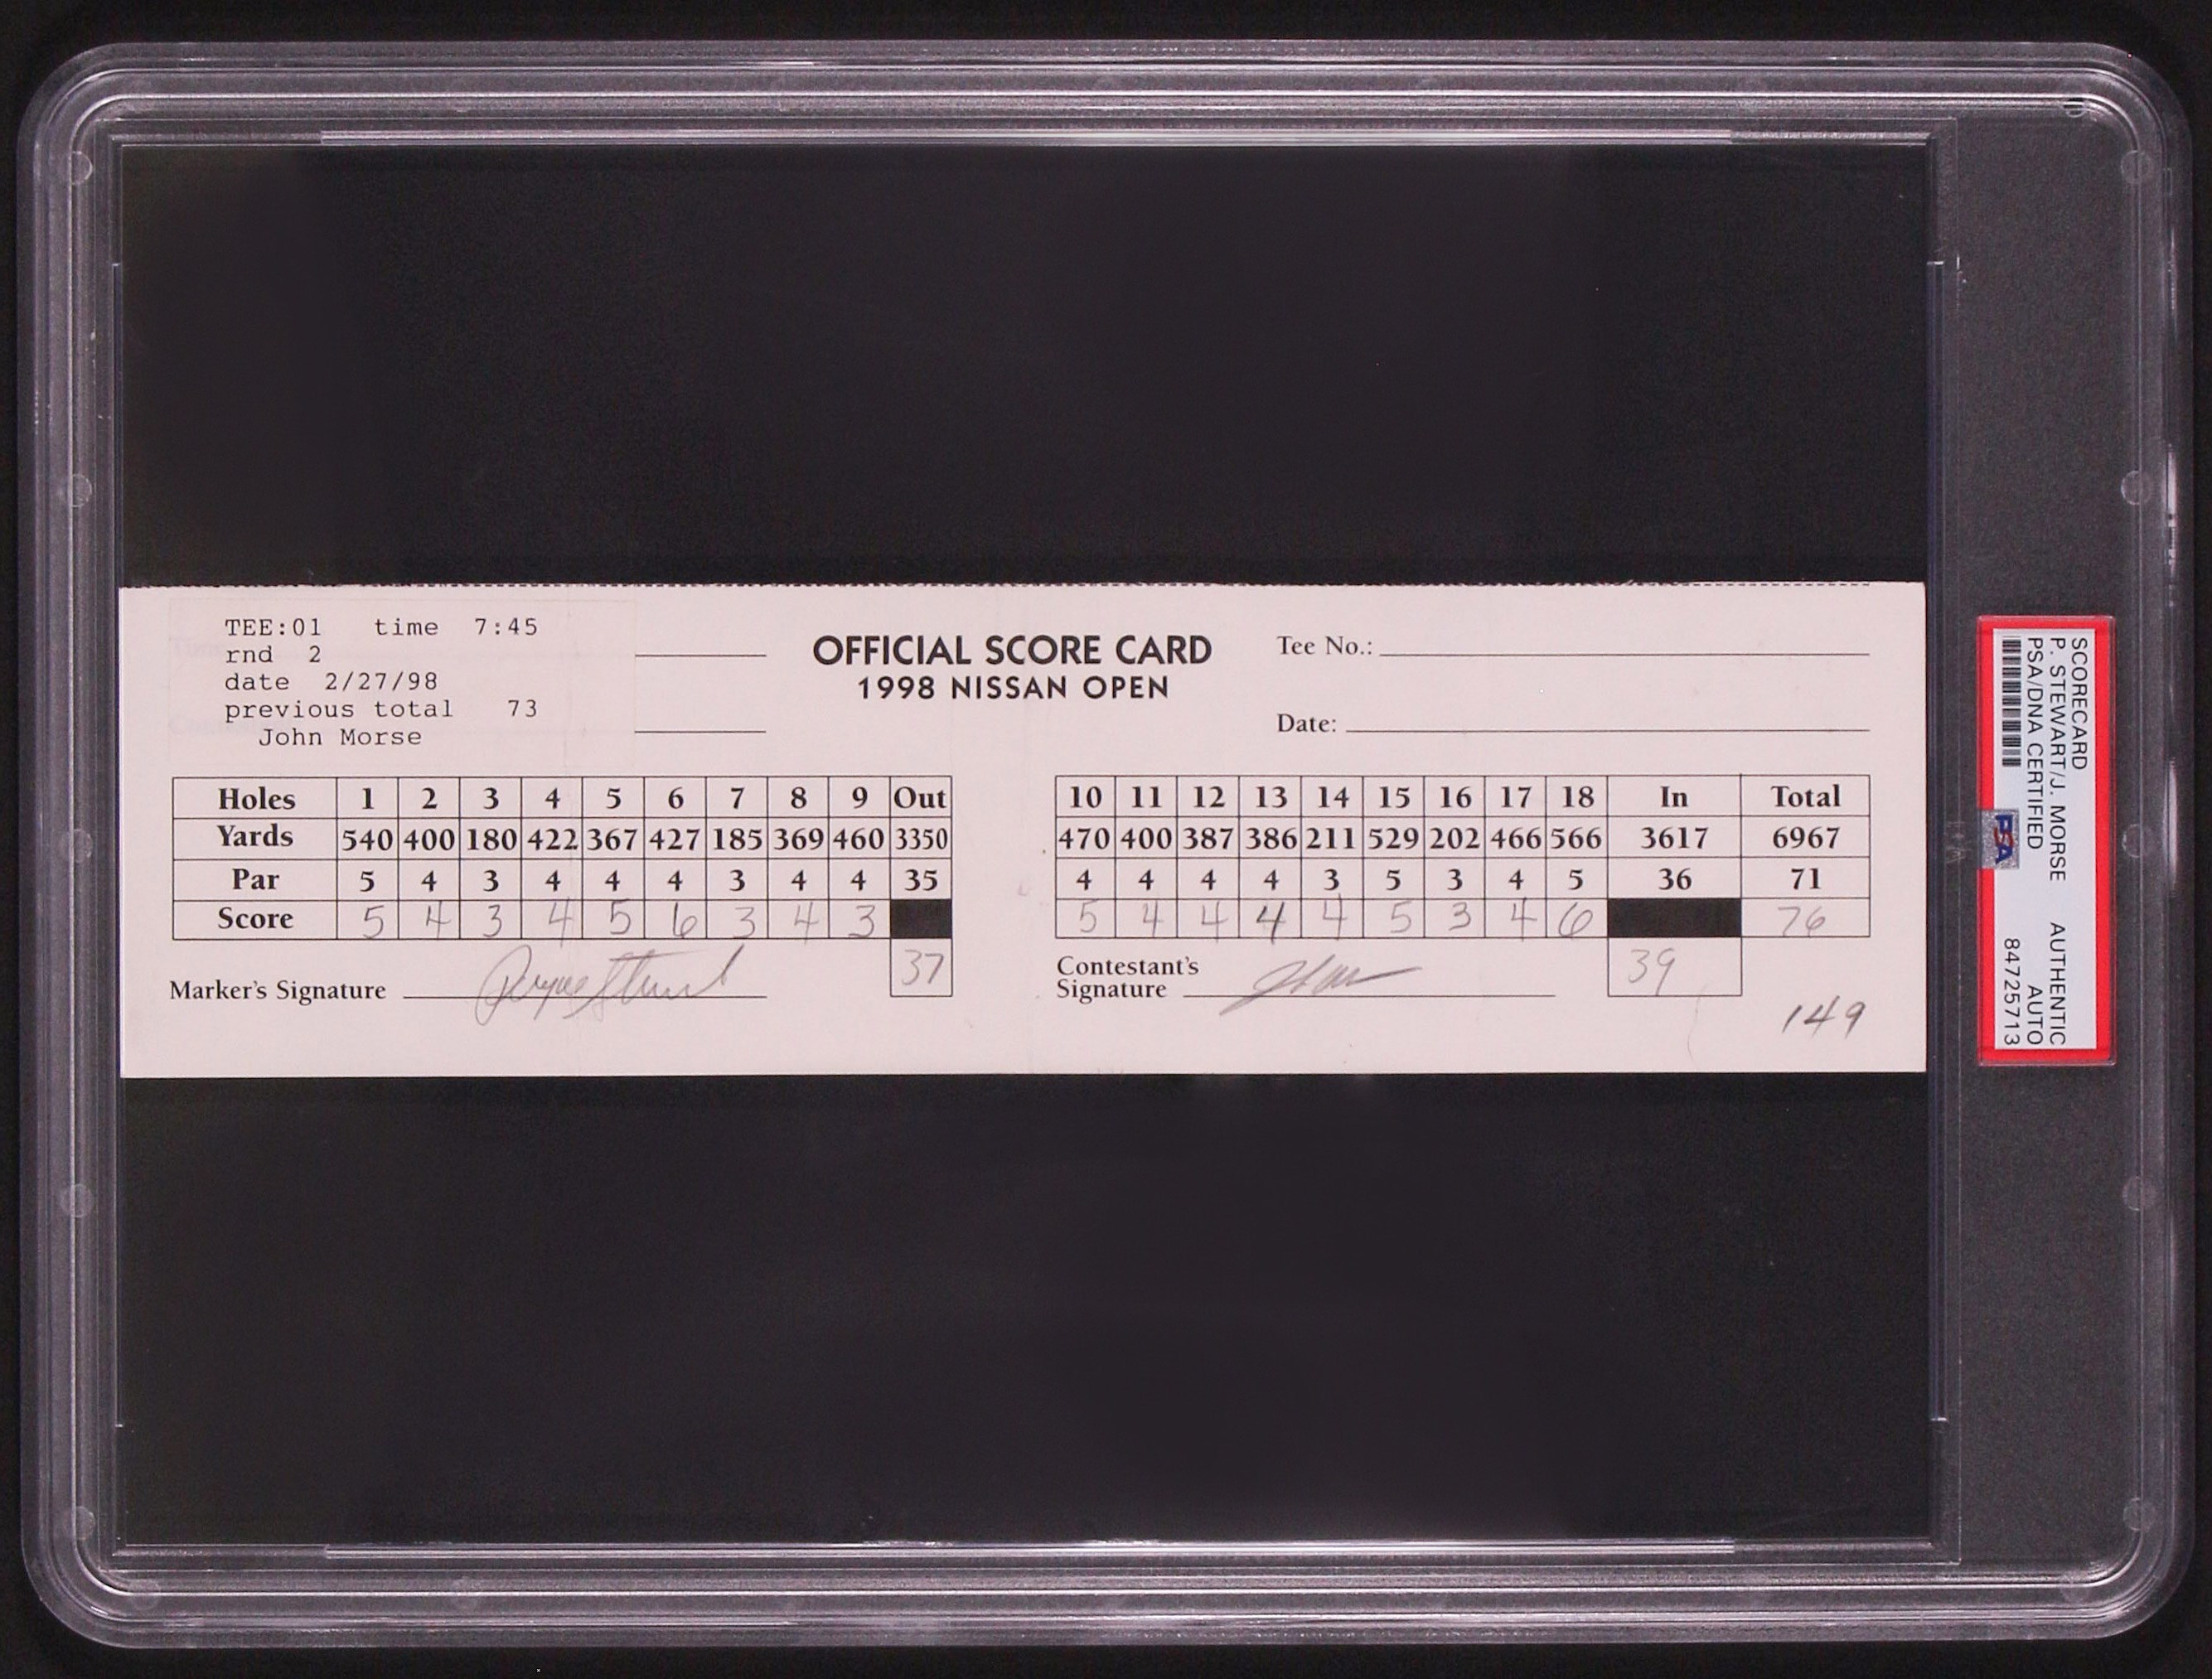 TEE:01 time 7:45
rnd 2
date 2/27/98
previous total 73
John Morse
OFFICIAL SCORE CARD
1998 NISSAN OPEN
Tee No.:
Date:
Holes 1 2 3 4 5 6 7 8 9 Out
Yards 540 400 180 422 367 427 185 369 460 3350
Par 5 4 3 4 4 4 3 4 4 35
Score 5 4 3 4 5 6 3 4 3
37
Marker's Signature Payne Stewart
10 11 12 13 14 15 16 17 18 In Total
470 400 387 386 211 529 202 466 566 3617 6967
4 4 4 4 3 5 3 4 5 36 71
5 4 4 4 4 5 3 4 6 76
39
Contestant's
Signature
149
SCORECARD
P. STEWART/J. MORSE AUTHENTIC
PSA/DNA CERTIFIED AUTO
84725713
PSA